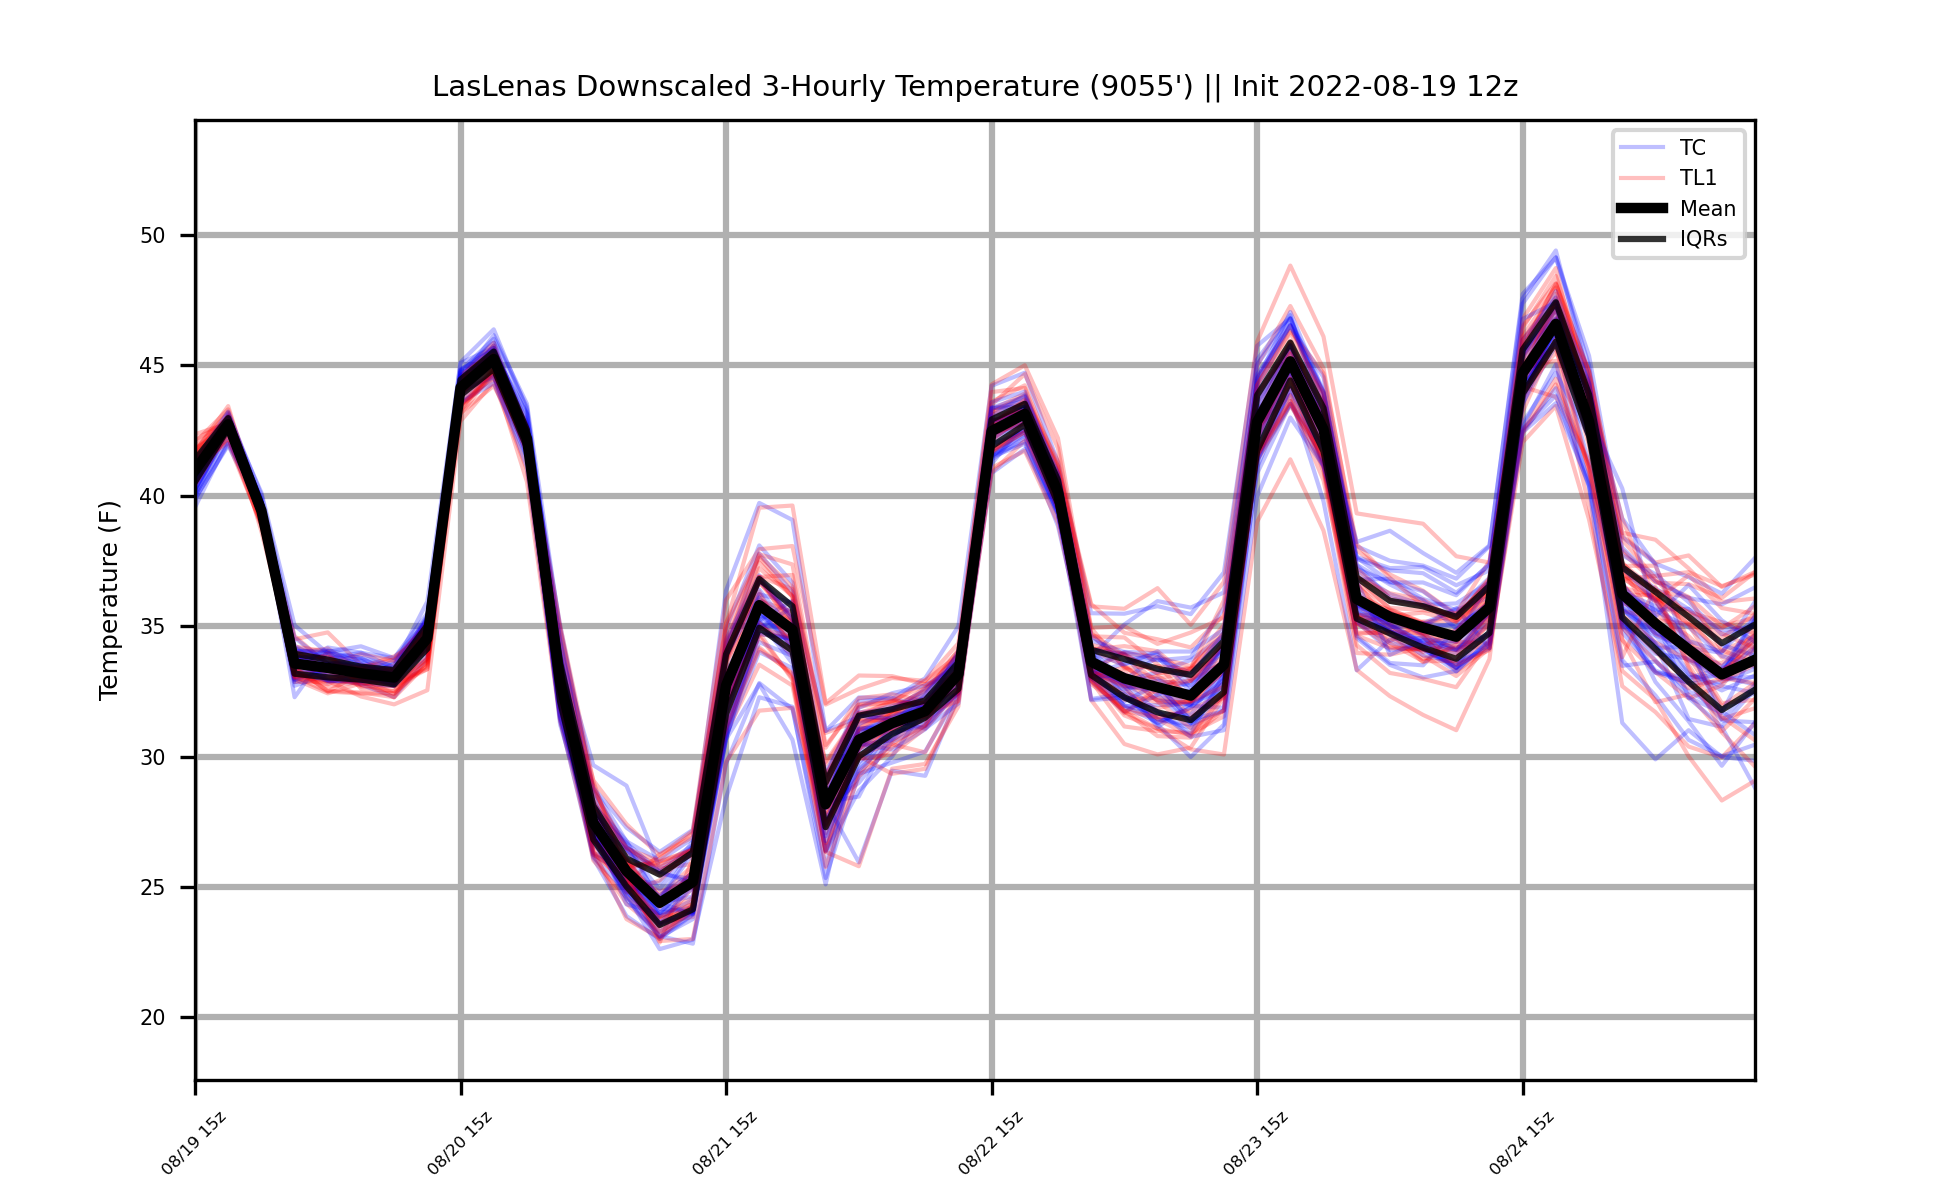 LasLenas Downscaled 3-Hourly Temperature (9055') || Init 2022-08-19 12z
TC
TL1
Mean
IQRs
Temperature (F)
50
45
40
35
30
25
20
08/19 15z
08/20 15z
08/21 15z
08/22 15z
08/23 15z
08/24 15z